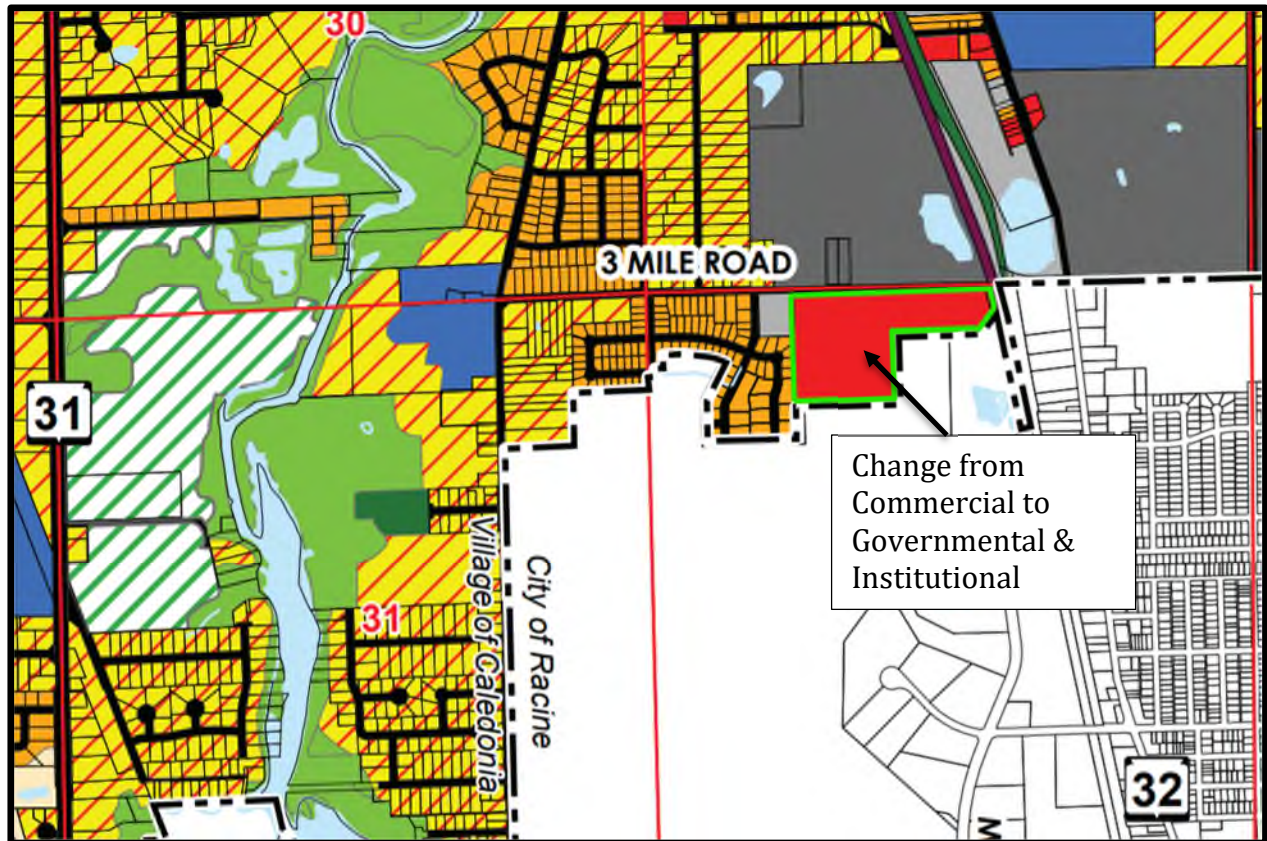 30
3 MILE ROAD
31
Change from
Commercial to
Governmental &
Institutional
31
Village of Caledonia
City of Racine
32
M